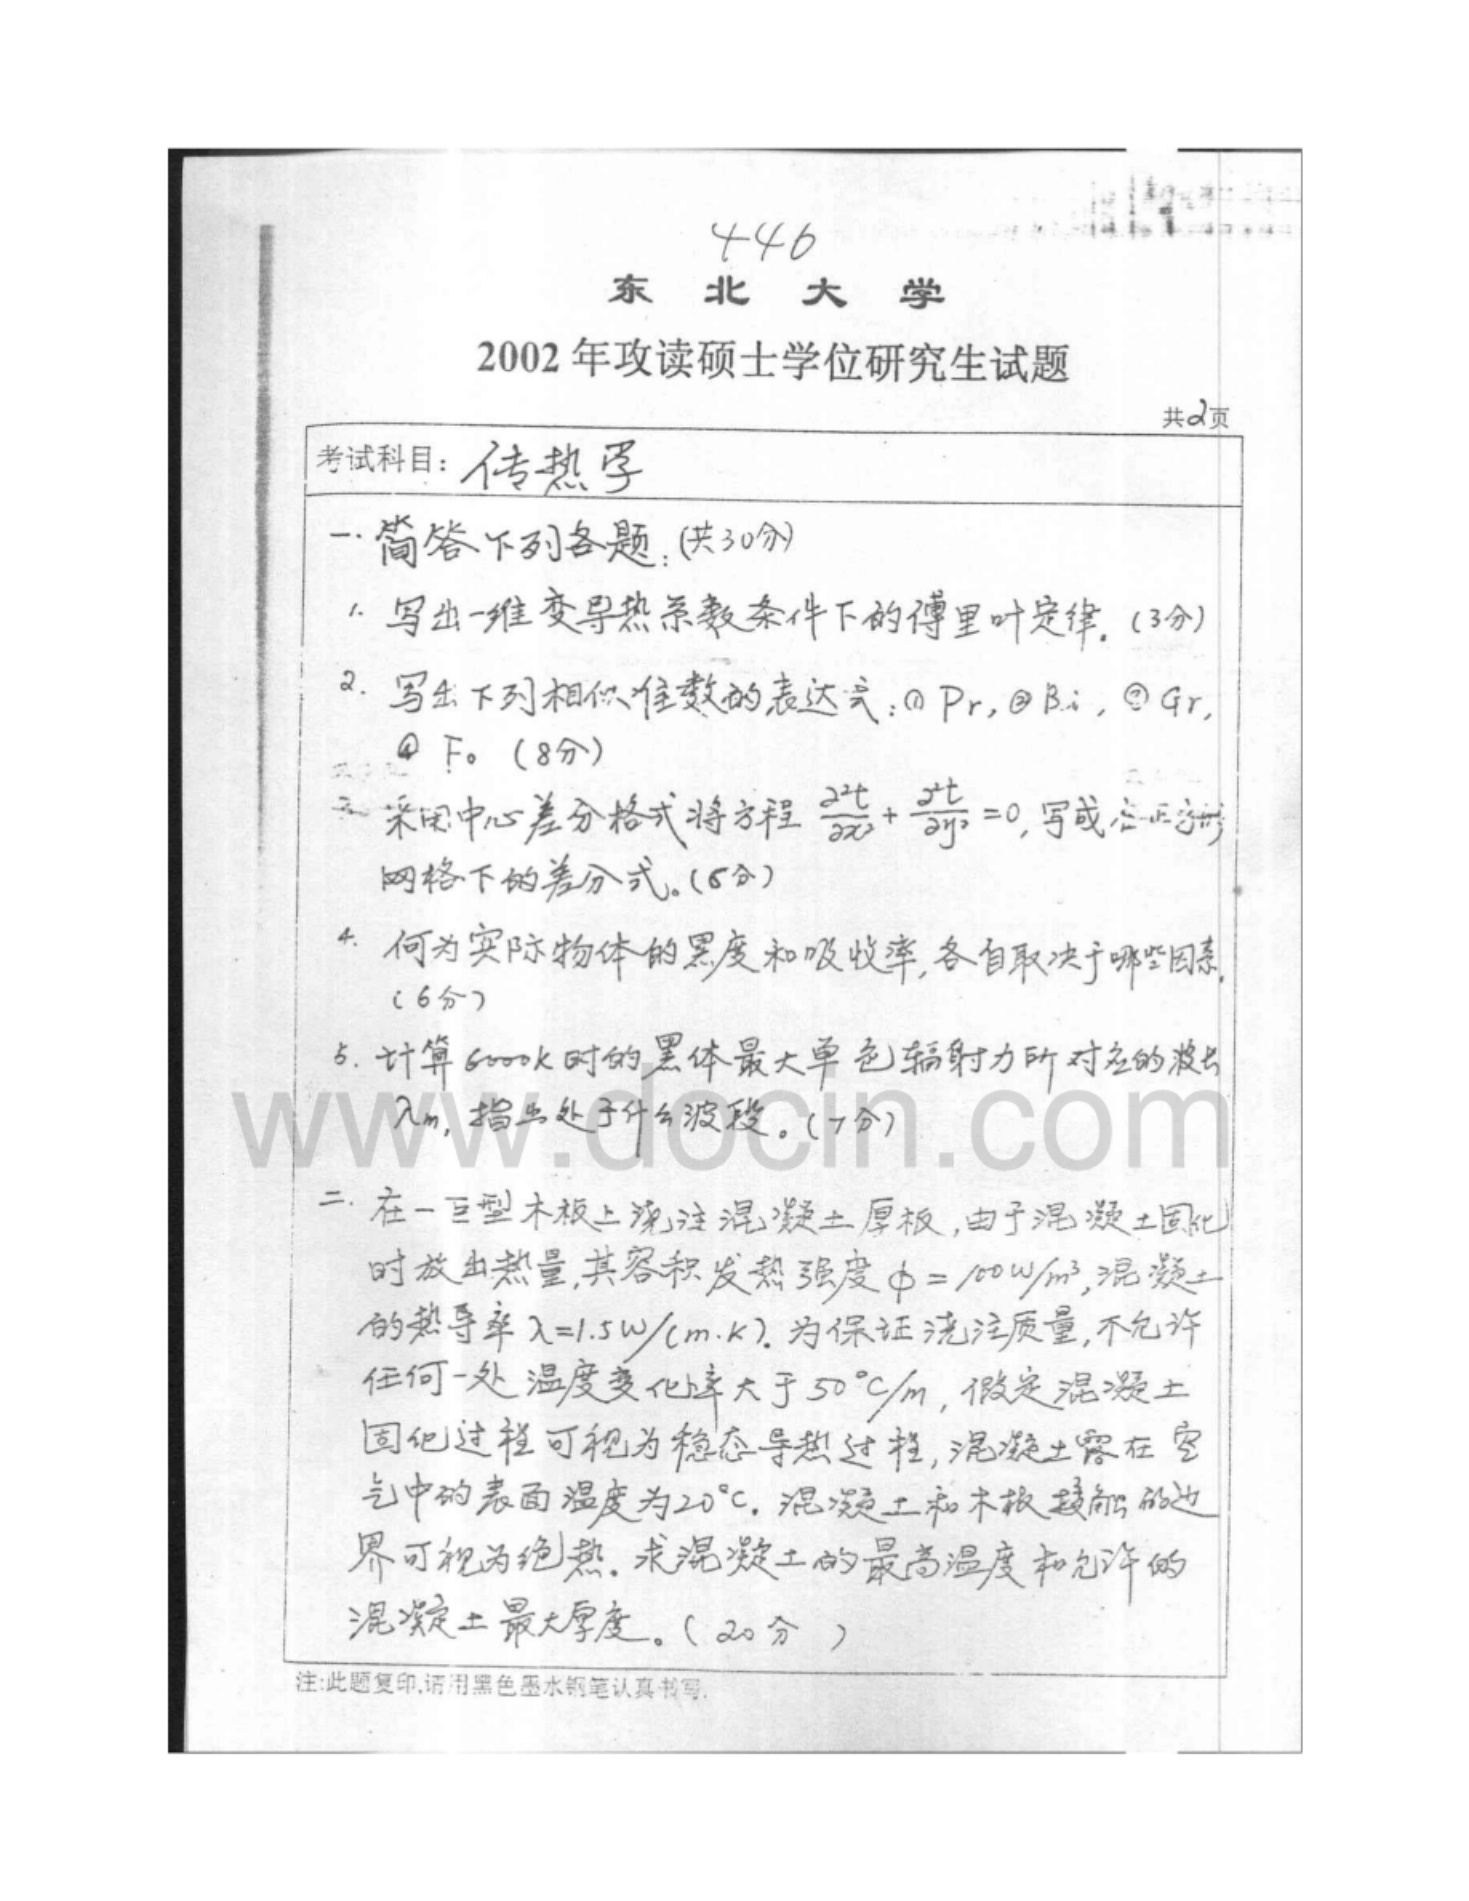 446
东北大学
2002年攻读硕士学位研究生试题
共2页
考试科目: 传热学
一. 简答下列各题:(共30分)
1. 写出一维变导热系数条件下的傅里叶定律。(3分)
2. 写出下列相似准数的表达式:① Pr, ② Bi, ③ Gr,
④ Fo (8分)
三 采用中心差分格式将方程 ∂²t/∂x² + ∂²t/∂y² =0, 写成在正方形
网格下的差分式。(6分)
4. 何为实际物体的黑度和吸收率, 各自取决于哪些因素.
(6分)
5. 计算6000K时的黑体最大单色辐射力所对应的波长
λm, 指出处于什么波段。(7分)
www.docin.com
二. 在一巨型木板上浇注混凝土厚板, 由于混凝土固化
时放出热量, 其容积发热强度 φ = 100W/m³, 混凝土
的热导率 λ=1.5W/(m.K). 为保证浇注质量, 不允许
任何一处温度变化率大于50°C/m, 假定混凝土
固化过程可视为稳态导热过程, 混凝土露在空
气中的表面温度为20°C. 混凝土和木板接触的边
界可视为绝热. 求混凝土的最高温度和允许的
混凝土最大厚度。(20分)
注:此题复印,请用黑色墨水钢笔认真书写.